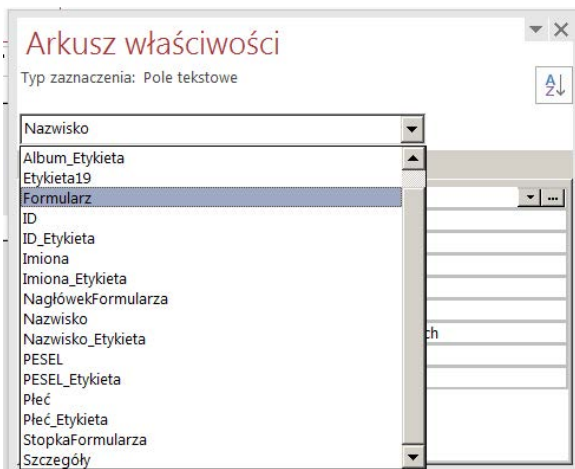 Arkusz właściwości
Typ zaznaczenia: Pole tekstowe
Nazwisko
Album_Etykieta
Etykieta19
Formularz
ID
ID_Etykieta
Imiona
Imiona_Etykieta
NagłówekFormularza
Nazwisko
Nazwisko_Etykieta
PESEL
PESEL_Etykieta
Płeć
Płeć_Etykieta
StopkaFormularza
Szczegóły